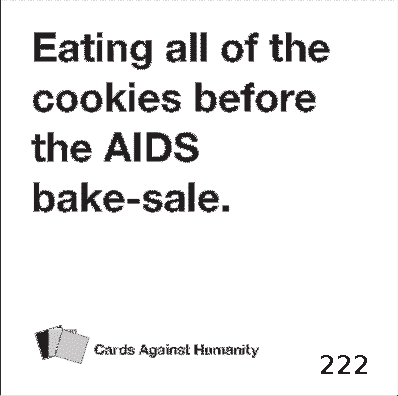 Eating all of the
cookies before
the AIDS
bake-sale.
Cards Against Humanity
222